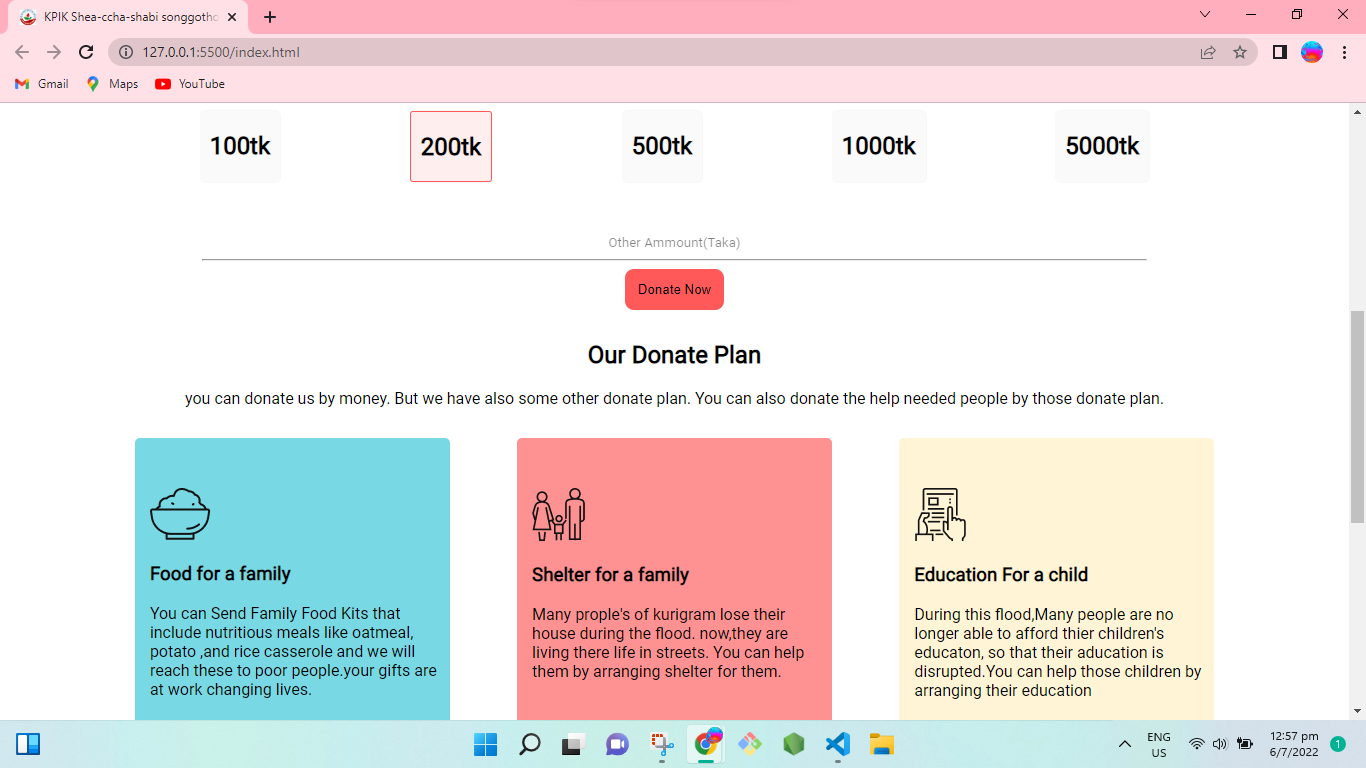 KPIK Shea-ccha-shabi songgotho
127.0.0.1:5500/index.html
Gmail Maps YouTube
100tk 200tk 500tk 1000tk 5000tk
Other Ammount(Taka)
Donate Now
Our Donate Plan
you can donate us by money. But we have also some other donate plan. You can also donate the help needed people by those donate plan.
Food for a family
You can Send Family Food Kits that
include nutritious meals like oatmeal,
potato ,and rice casserole and we will
reach these to poor people.your gifts are
at work changing lives.
Shelter for a family
Many prople's of kurigram lose their
house during the flood. now,they are
living there life in streets. You can help
them by arranging shelter for them.
Education For a child
During this flood,Many people are no
longer able to afford thier children's
educaton, so that their aducation is
disrupted.You can help those children by
arranging their education
ENG
US
12:57 pm
6/7/2022
1